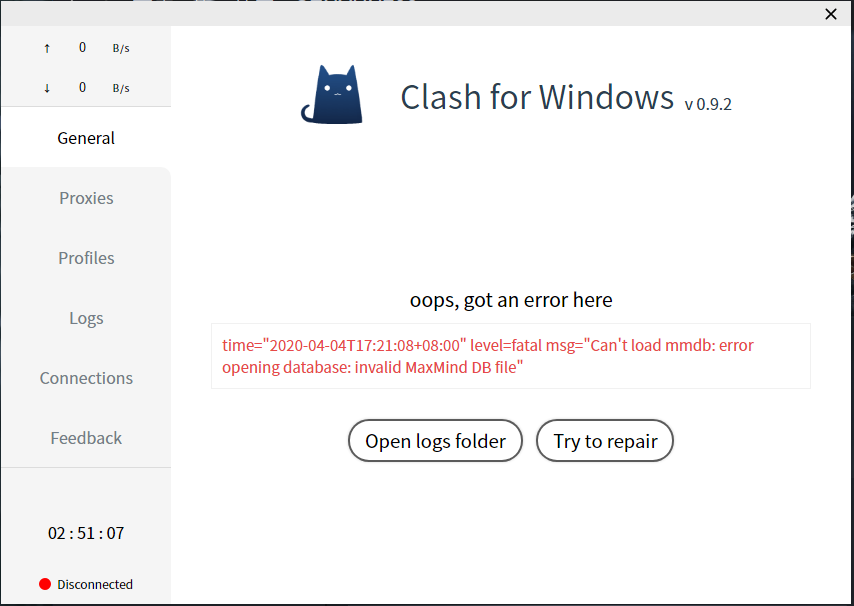 ↑ 0 B/s
↓ 0 B/s
General
Proxies
Profiles
Logs
Connections
Feedback
02 : 51 : 07
Disconnected
Clash for Windows v 0.9.2
oops, got an error here
time="2020-04-04T17:21:08+08:00" level=fatal msg="Can't load mmdb: error
opening database: invalid MaxMind DB file"
Open logs folder
Try to repair